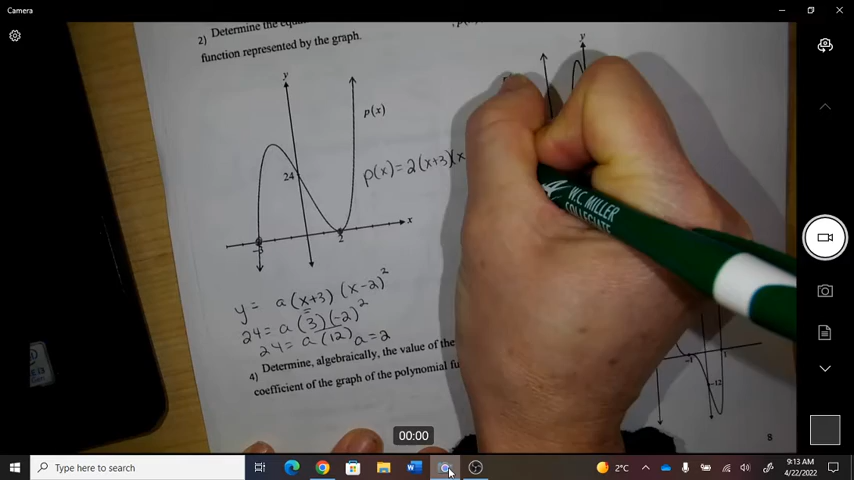 Camera
2) Determine the
function represented by the graph.
y
p(x)
24
-3
2
x
p(x) = 2(x+3)(x
y = a(x+3)(x-2)²
24 = a(3)(-2)²
24 = a(12) a = 2
4) Determine, algebraically, the value of the
coefficient of the graph of the polynomial
y
W.C. MILLER
COLLEGIATE
-1
1
-12
8
00:00
Type here to search
2°C
9:13 AM
4/22/2022